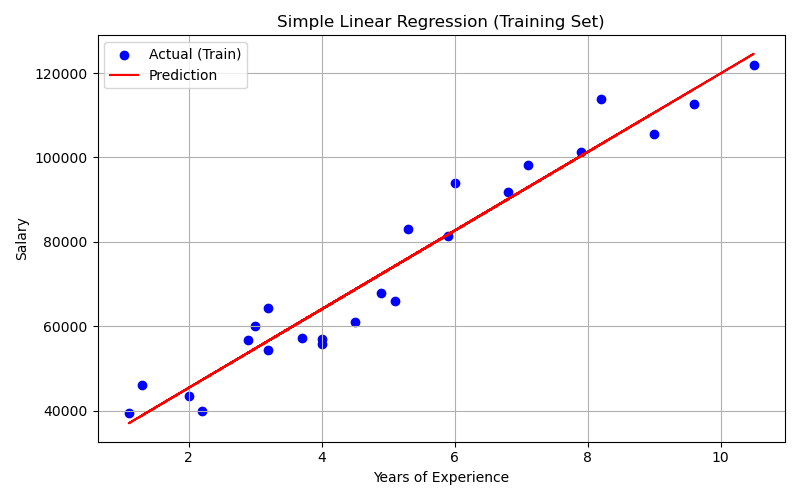 Simple Linear Regression (Training Set)
Actual (Train)
Prediction
120000
100000
80000
60000
40000
Salary
2 4 6 8 10
Years of Experience